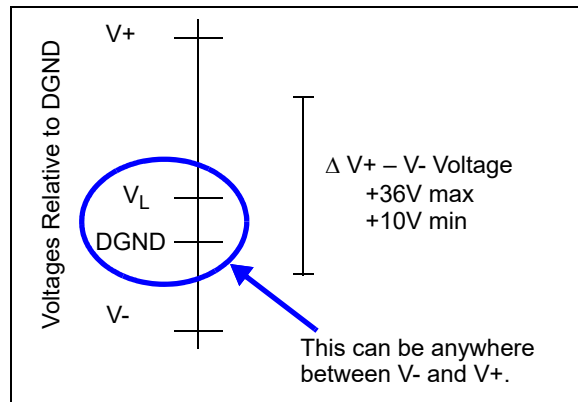 Voltages Relative to DGND
V+
VL
DGND
V-
Δ V+ – V- Voltage
+36V max
+10V min
This can be anywhere
between V- and V+.